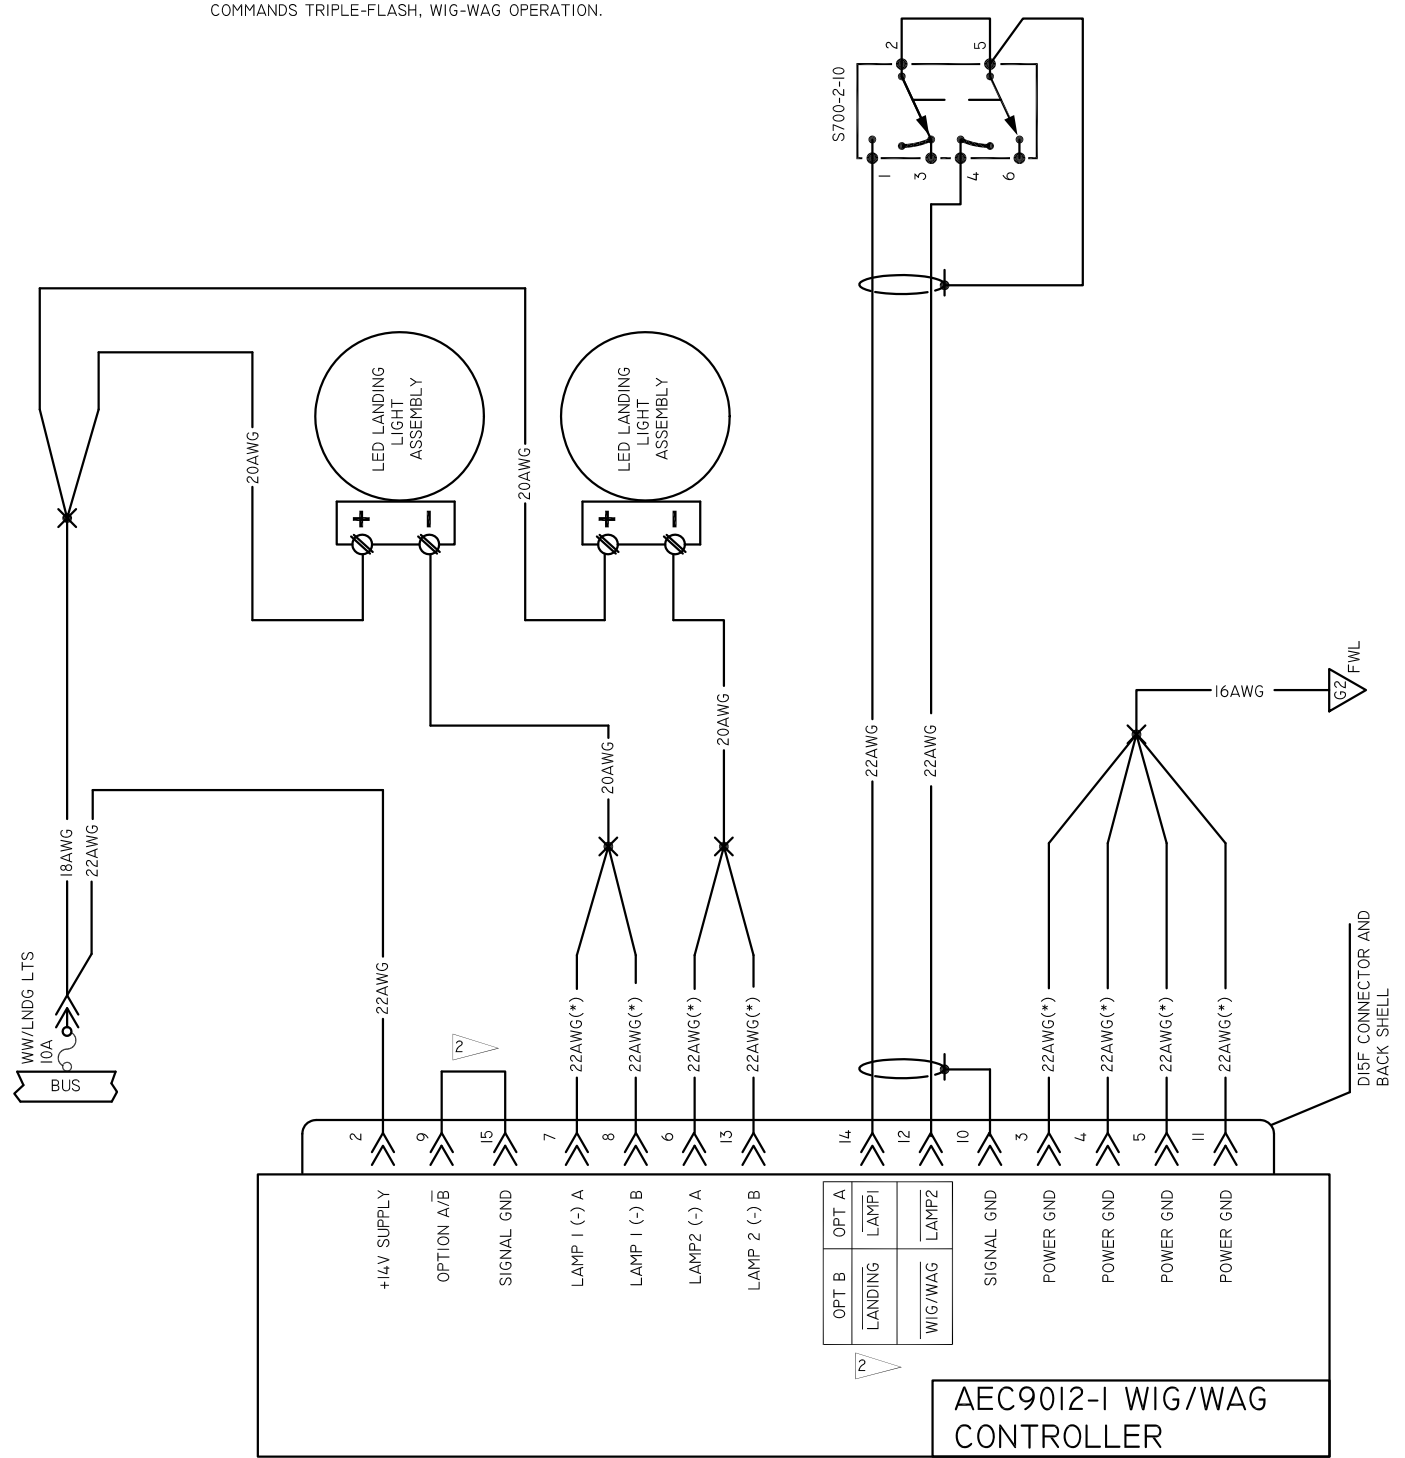 COMMANDS TRIPLE-FLASH, WIG-WAG OPERATION.
S700-2-10
2
5
1
3
4
6
LED LANDING
LIGHT
ASSEMBLY
+
-
LED LANDING
LIGHT
ASSEMBLY
+
-
20AWG
20AWG
20AWG
20AWG
22AWG
22AWG
16AWG
G2
FWL
18AWG
22AWG
22AWG
WW/LNDG LTS
10A
BUS
2
22AWG(*)
22AWG(*)
22AWG(*)
22AWG(*)
22AWG(*)
22AWG(*)
22AWG(*)
22AWG(*)
D15F CONNECTOR AND
BACK SHELL
2
9
15
7
8
6
13
14
12
10
3
4
5
11
+14V SUPPLY
OPTION A/B
SIGNAL GND
LAMP 1 (-) A
LAMP 1 (-) B
LAMP2 (-) A
LAMP 2 (-) B
OPT A
LAMP1
LAMP2
OPT B
LANDING
WIG/WAG
SIGNAL GND
POWER GND
POWER GND
POWER GND
POWER GND
2
AEC9012-1 WIG/WAG
CONTROLLER